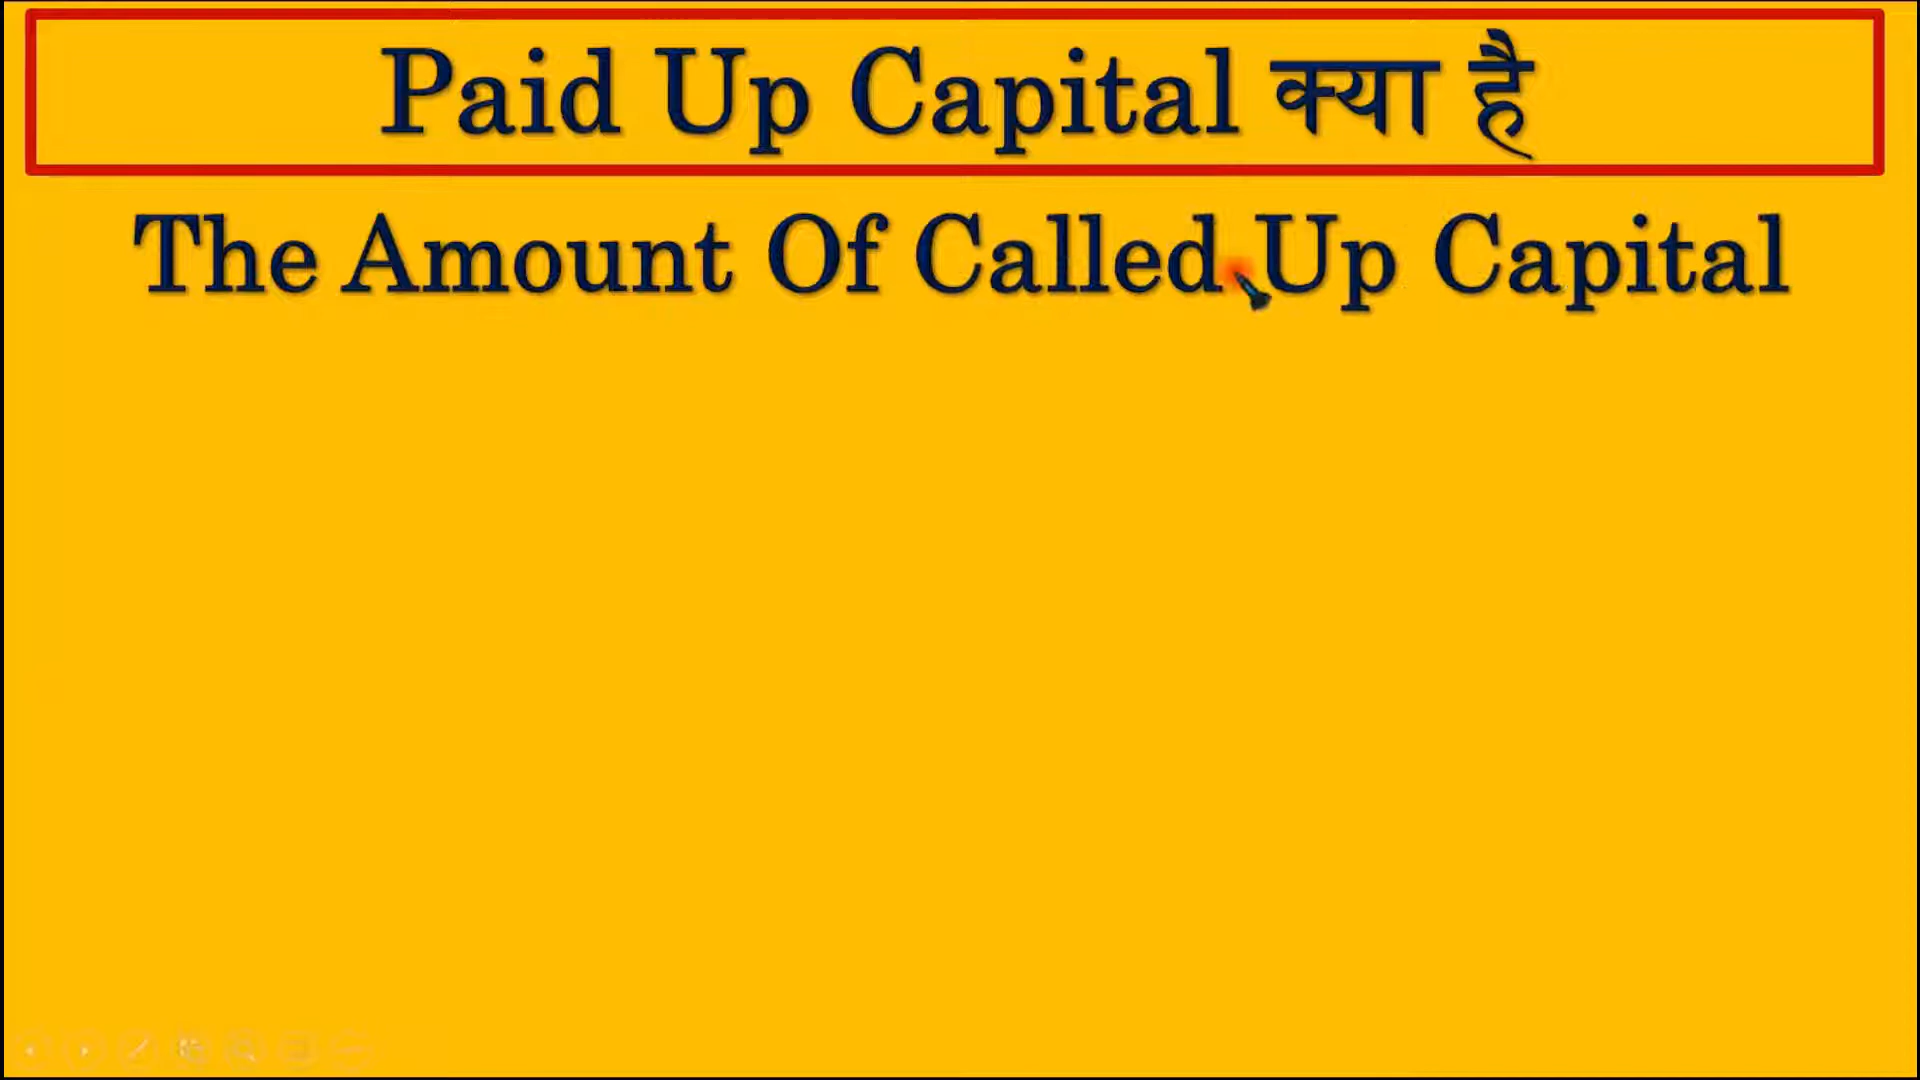 Paid Up Capital क्या है
The Amount Of Called Up Capital